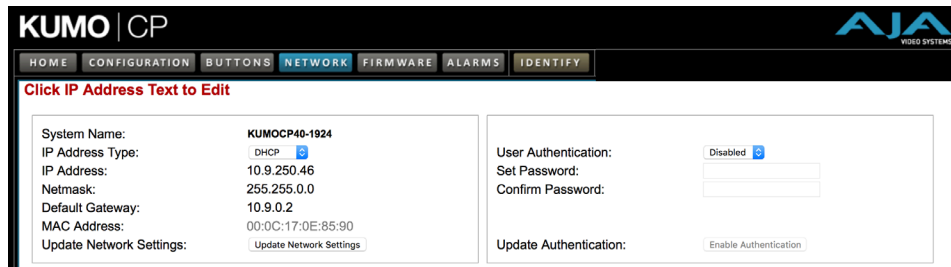 KUMO | CP
AJA
VIDEO SYSTEMS
HOME CONFIGURATION BUTTONS NETWORK FIRMWARE ALARMS IDENTIFY
Click IP Address Text to Edit
System Name: KUMOCP40-1924
IP Address Type: DHCP
IP Address: 10.9.250.46
Netmask: 255.255.0.0
Default Gateway: 10.9.0.2
MAC Address: 00:0C:17:0E:85:90
Update Network Settings: Update Network Settings
User Authentication: Disabled
Set Password:
Confirm Password:
Update Authentication: Enable Authentication